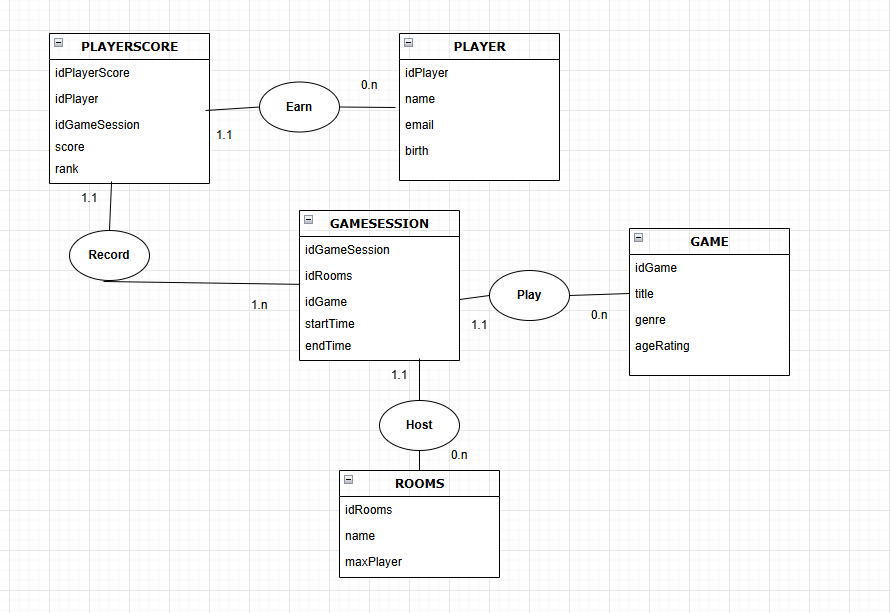 PLAYERSCORE
idPlayerScore
idPlayer
idGameSession
score
rank
1.1
Earn
0.n
PLAYER
idPlayer
name
email
birth
1.1
Record
1.n
GAMESESSION
idGameSession
idRooms
idGame
startTime
endTime
1.1
Play
0.n
GAME
idGame
title
genre
ageRating
1.1
Host
0.n
ROOMS
idRooms
name
maxPlayer